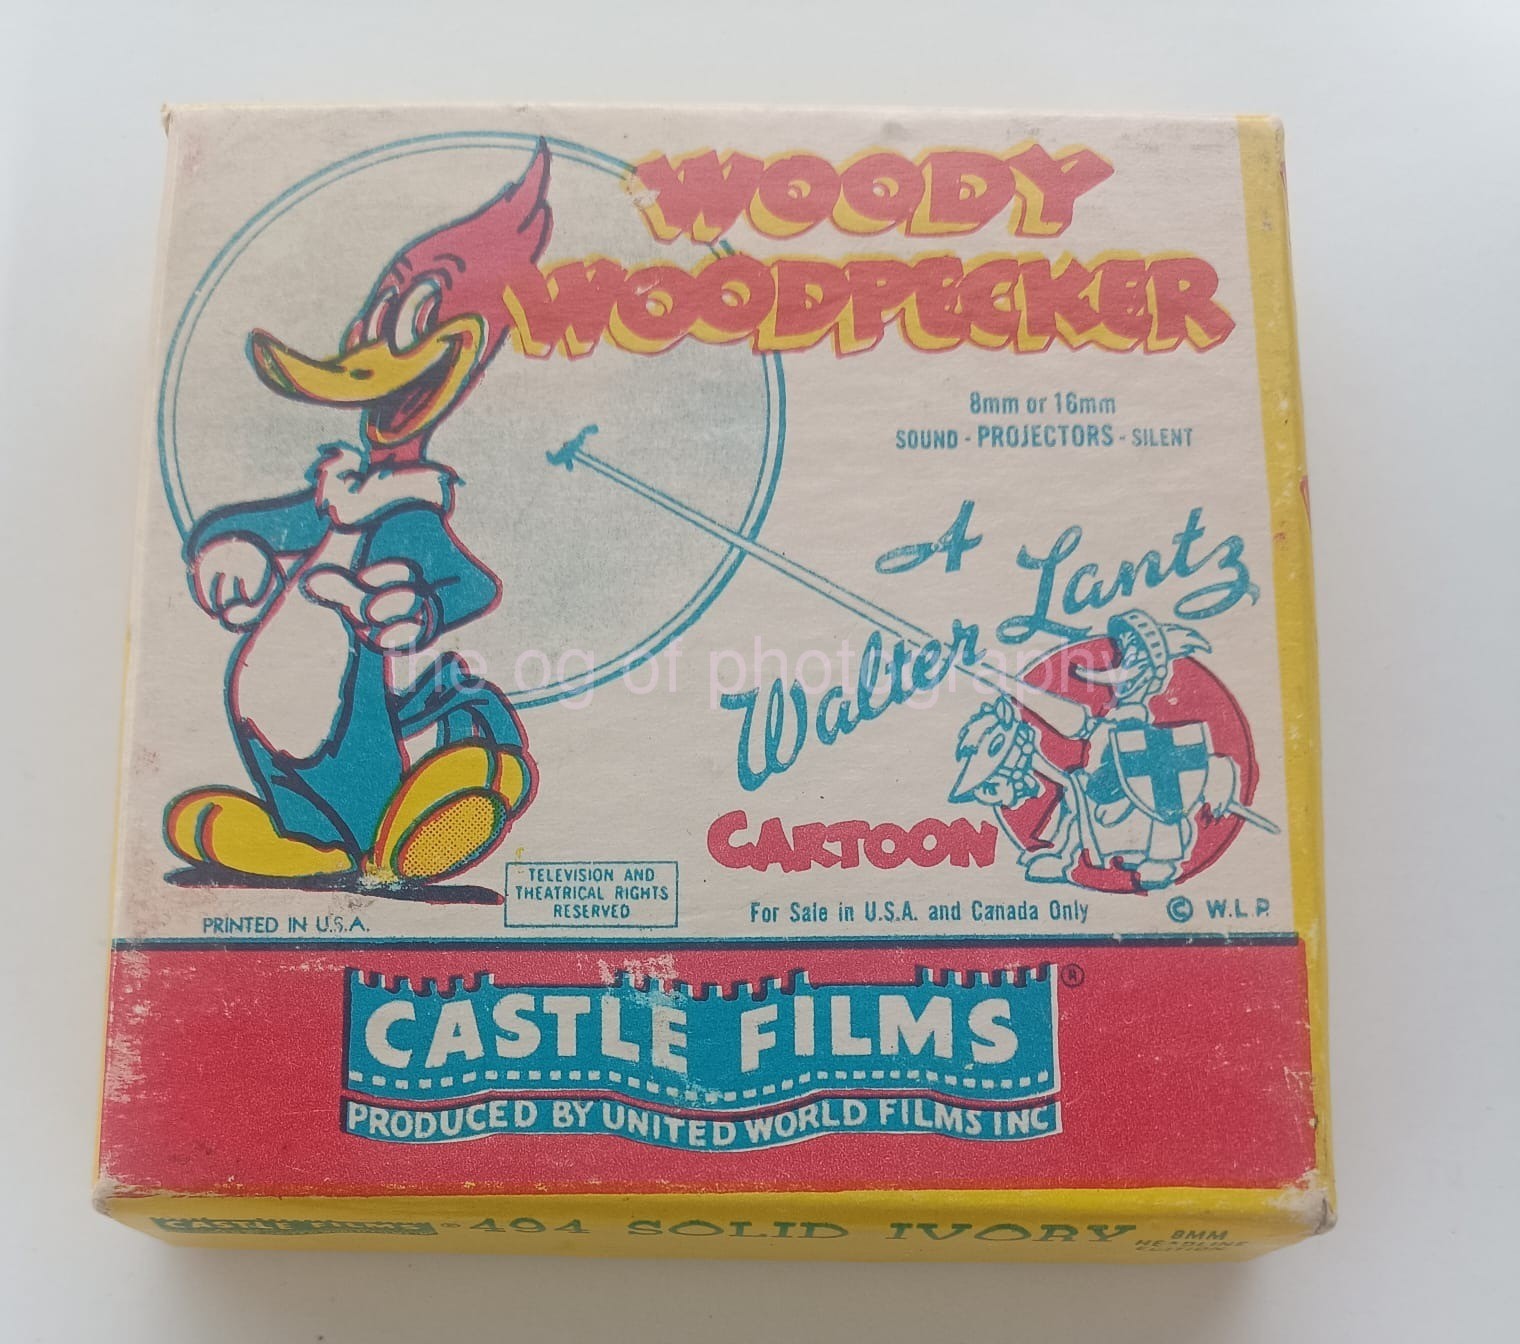 WOODY
WOODPECKER
8mm or 16mm
SOUND - PROJECTORS - SILENT
A
Walter Lantz
CARTOON
the og of photography
TELEVISION AND
THEATRICAL RIGHTS
RESERVED
PRINTED IN U.S.A.
For Sale in U.S.A. and Canada Only
© W.L.P.
CASTLE FILMS ®
PRODUCED BY UNITED WORLD FILMS INC
CASTLE FILMS ® 494 SOLID IVORY 8MM
HEADLINE
EDITION